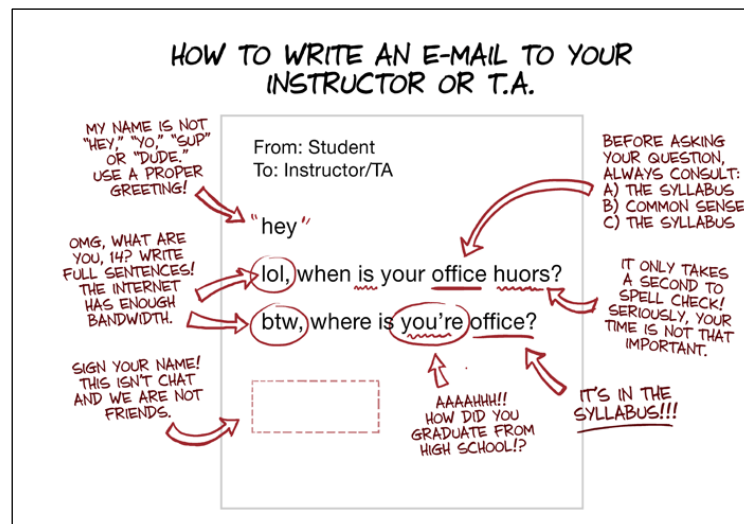 HOW TO WRITE AN E-MAIL TO YOUR
INSTRUCTOR OR T.A.
MY NAME IS NOT
"HEY," "YO," "SUP"
OR "DUDE."
USE A PROPER
GREETING!
From: Student
To: Instructor/TA
BEFORE ASKING
YOUR QUESTION,
ALWAYS CONSULT:
A) THE SYLLABUS
B) COMMON SENSE
C) THE SYLLABUS
"hey"
OMG, WHAT ARE
YOU, 14? WRITE
FULL SENTENCES!
THE INTERNET
HAS ENOUGH
BANDWIDTH.
lol, when is your office huors?
btw, where is you're office?
IT ONLY TAKES
A SECOND TO
SPELL CHECK!
SERIOUSLY, YOUR
TIME IS NOT THAT
IMPORTANT.
SIGN YOUR NAME!
THIS ISN'T CHAT
AND WE ARE NOT
FRIENDS.
AAAAHHH!!
HOW DID YOU
GRADUATE FROM
HIGH SCHOOL!?
IT'S IN THE
SYLLABUS!!!